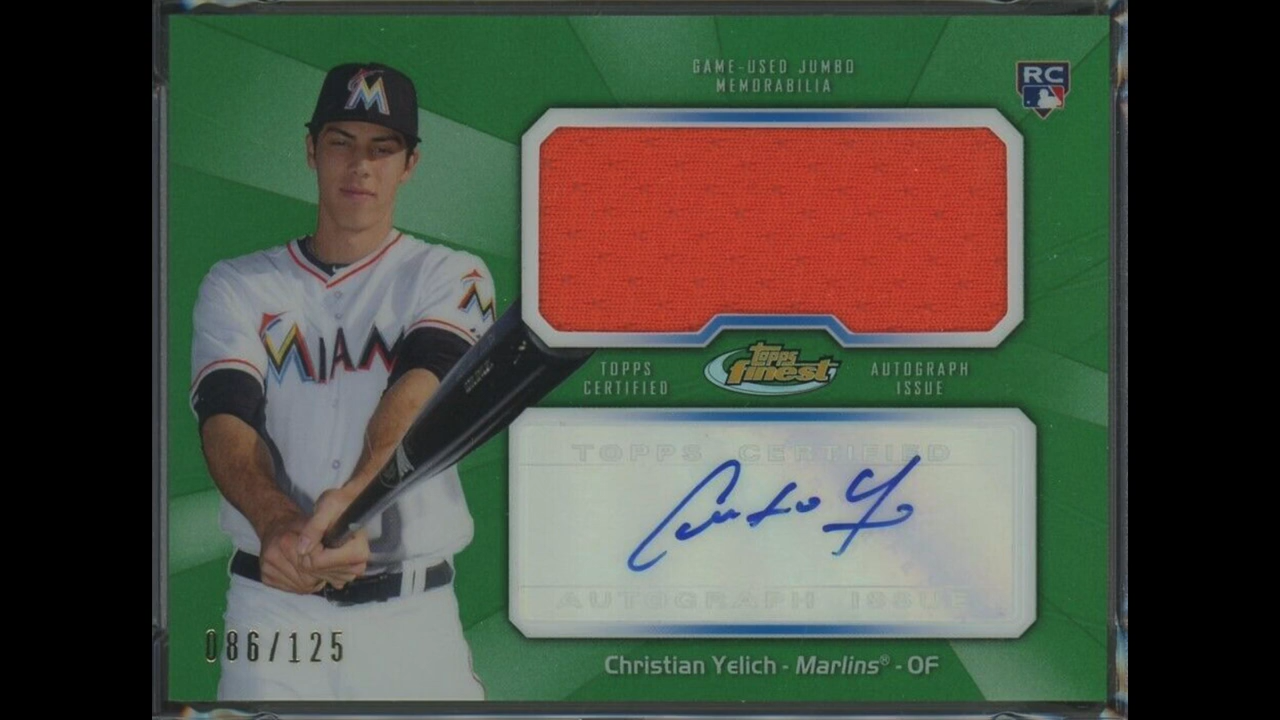 GAME-USED JUMBO
MEMORABILIA
RC
M
MIAMI
M
TOPPS
CERTIFIED
Topps
finest
AUTOGRAPH
ISSUE
TOPPS CERTIFIED
AUTOGRAPH ISSUE
086/125
Christian Yelich - Marlins® - OF